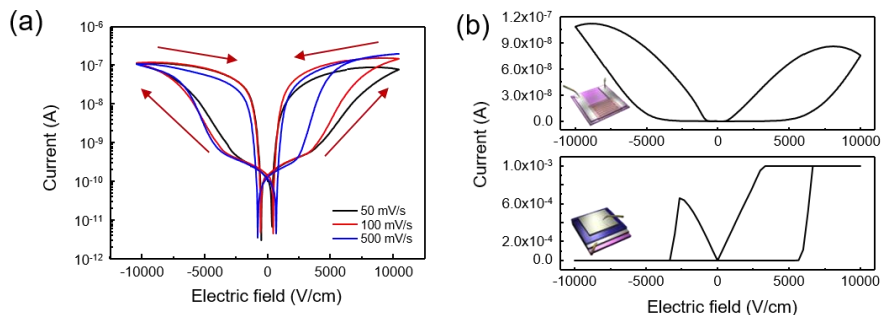 (a)
10⁻⁶
10⁻⁷
10⁻⁸
10⁻⁹
10⁻¹⁰
10⁻¹¹
10⁻¹²
Current (A)
50 mV/s
100 mV/s
500 mV/s
-10000 -5000 0 5000 10000
Electric field (V/cm)
(b)
1.2x10⁻⁷
9.0x10⁻⁸
6.0x10⁻⁸
3.0x10⁻⁸
0.0
-10000 -5000 0 5000 10000
Current (A)
1.0x10⁻³
6.0x10⁻⁴
2.0x10⁻⁴
0.0
-10000 -5000 0 5000 10000
Electric field (V/cm)